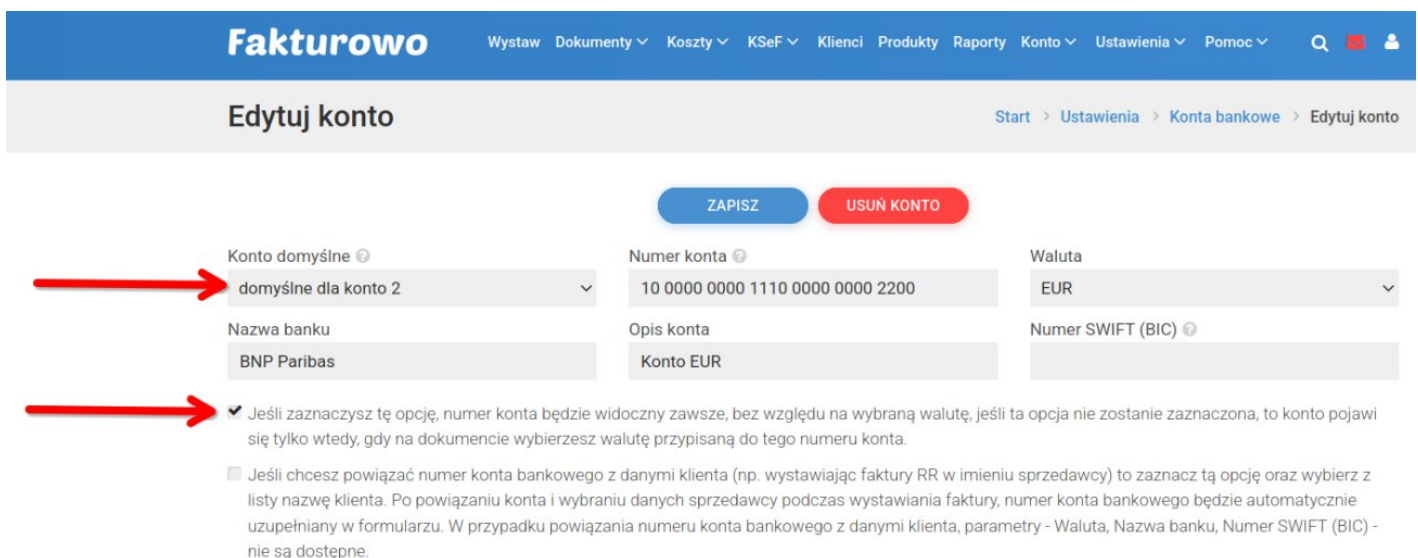 Fakturowo Wystaw Dokumenty Koszty KSeF Klienci Produkty Raporty Konto Ustawienia Pomoc
Edytuj konto Start > Ustawienia > Konta bankowe > Edytuj konto
ZAPISZ USUŃ KONTO
Konto domyślne Numer konta Waluta
domyślne dla konto 2 10 0000 0000 1110 0000 0000 2200 EUR
Nazwa banku Opis konta Numer SWIFT (BIC)
BNP Paribas Konto EUR
Jeśli zaznaczysz tę opcję, numer konta będzie widoczny zawsze, bez względu na wybraną walutę, jeśli ta opcja nie zostanie zaznaczona, to konto pojawi
się tylko wtedy, gdy na dokumencie wybierzesz walutę przypisaną do tego numeru konta.
Jeśli chcesz powiązać numer konta bankowego z danymi klienta (np. wystawiając faktury RR w imieniu sprzedawcy) to zaznacz tą opcję oraz wybierz z
listy nazwę klienta. Po powiązaniu konta i wybraniu danych sprzedawcy podczas wystawiania faktury, numer konta bankowego będzie automatycznie
uzupełniany w formularzu. W przypadku powiązania numeru konta bankowego z danymi klienta, parametry - Waluta, Nazwa banku, Numer SWIFT (BIC) -
nie są dostępne.